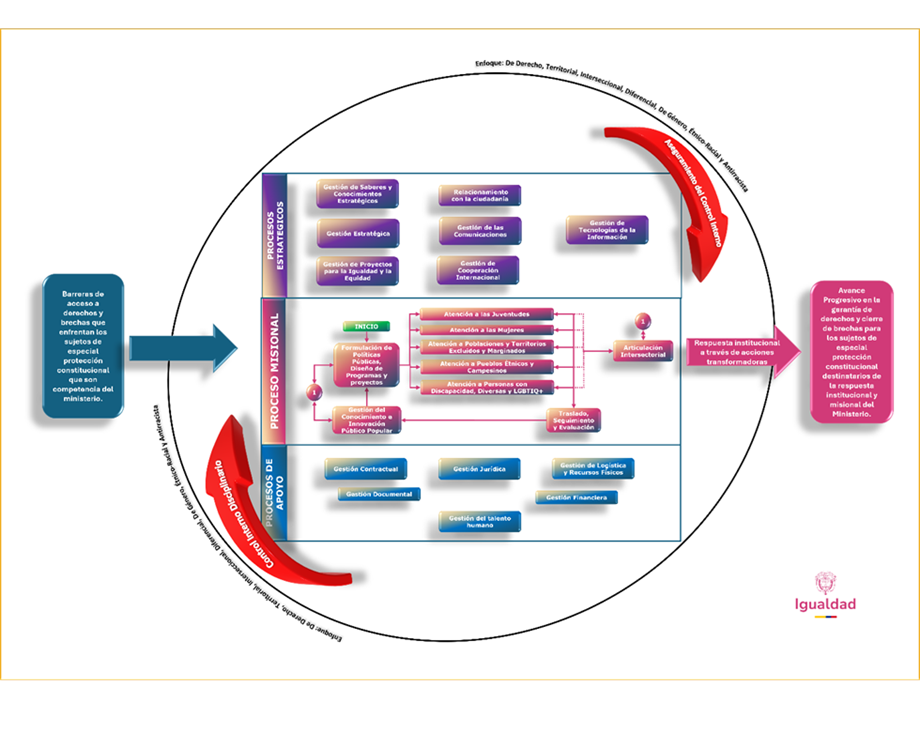 Enfoque: De Derecho, Territorial, Interseccional, Diferencial, De Género, Étnico-Racial y Antirracista
Aseguramiento del Control Interno
PROCESOS
ESTRATEGICOS
Gestión de Saberes y
Conocimientos
Estratégicos
Relacionamiento
con la ciudadanía
Gestión Estratégica
Gestión de las
Comunicaciones
Gestión de
Tecnologías de la
Información
Gestión de Proyectos
para la Igualdad y la
Equidad
Gestión de
Cooperación
Internacional
Barreras de
acceso a
derechos y
brechas que
enfrentan los
sujetos de
especial
protección
constitucional
que son
competencia del
ministerio.
PROCESO MISIONAL
INICIO
Formulación de
Políticas
Públicas,
Diseño de
Programas y
proyectos
1
Gestión del
Conocimiento e
Innovación
Público Popular
Atención a las Juventudes
Atención a las Mujeres
Atención a Poblaciones y Territorios
Excluidos y Marginados
Atención a Pueblos Étnicos y
Campesinos
Atención a Personas con
Discapacidad, Diversas y LGBTIQ+
Traslado,
Seguimiento
y Evaluación
1
Articulación
Intersectorial
Respuesta institucional
a través de acciones
transformadoras
Avance
Progresivo en la
garantía de
derechos y cierre
de brechas para
los sujetos de
especial
protección
constitucional
destinatarios de
la respuesta
institucional y
misional del
Ministerio.
PROCESOS DE
APOYO
Gestión Contractual
Gestión Jurídica
Gestión de Logística
y Recursos Físicos
Gestión Documental
Gestión Financiera
Gestión del talento
humano
Control Interno Disciplinario
Enfoque: De Derecho, Territorial, Interseccional, Diferencial, De Género, Étnico-Racial y Antirracista
Igualdad